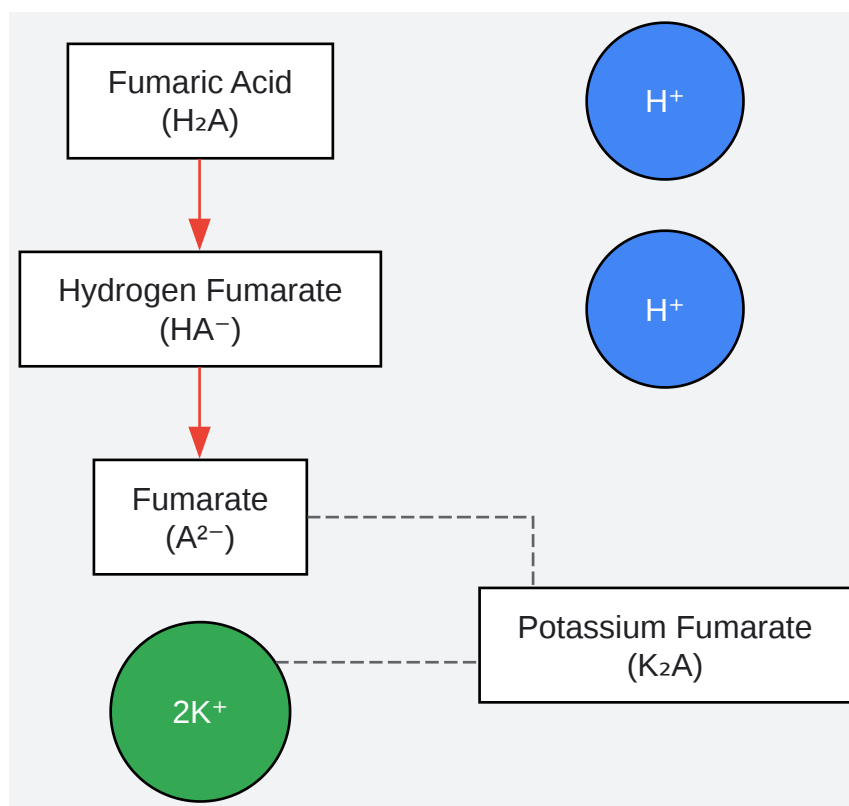 Fumaric Acid
(H₂A)
H⁺
Hydrogen Fumarate
(HA⁻)
H⁺
Fumarate
(A²⁻)
Potassium Fumarate
(K₂A)
2K⁺